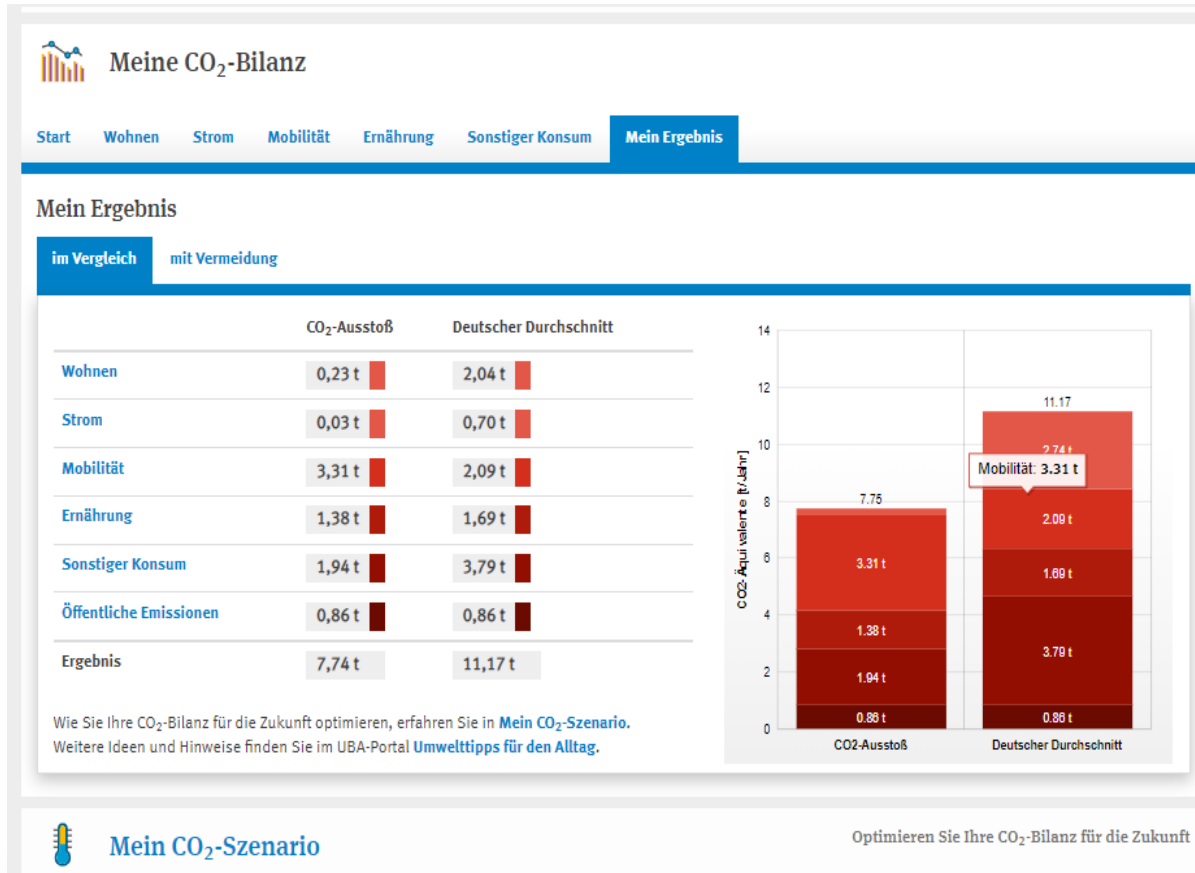 Meine CO₂-Bilanz
Start Wohnen Strom Mobilität Ernährung Sonstiger Konsum Mein Ergebnis
Mein Ergebnis
im Vergleich mit Vermeidung
CO₂-Ausstoß Deutscher Durchschnitt
Wohnen 0,23 t 2,04 t
Strom 0,03 t 0,70 t
Mobilität 3,31 t 2,09 t
Ernährung 1,38 t 1,69 t
Sonstiger Konsum 1,94 t 3,79 t
Öffentliche Emissionen 0,86 t 0,86 t
Ergebnis 7,74 t 11,17 t
Wie Sie Ihre CO₂-Bilanz für die Zukunft optimieren, erfahren Sie in Mein CO₂-Szenario.
Weitere Ideen und Hinweise finden Sie im UBA-Portal Umwelttipps für den Alltag.
CO2-Äquivalente [t/Jahr]
14
12
10
8
6
4
2
0
7.75
3.31 t
1.38 t
1.94 t
0.86 t
CO2-Ausstoß
11.17
2.74 t
Mobilität: 3.31 t
2.09 t
1.69 t
3.79 t
0.86 t
Deutscher Durchschnitt
Mein CO₂-Szenario
Optimieren Sie Ihre CO₂-Bilanz für die Zukunft